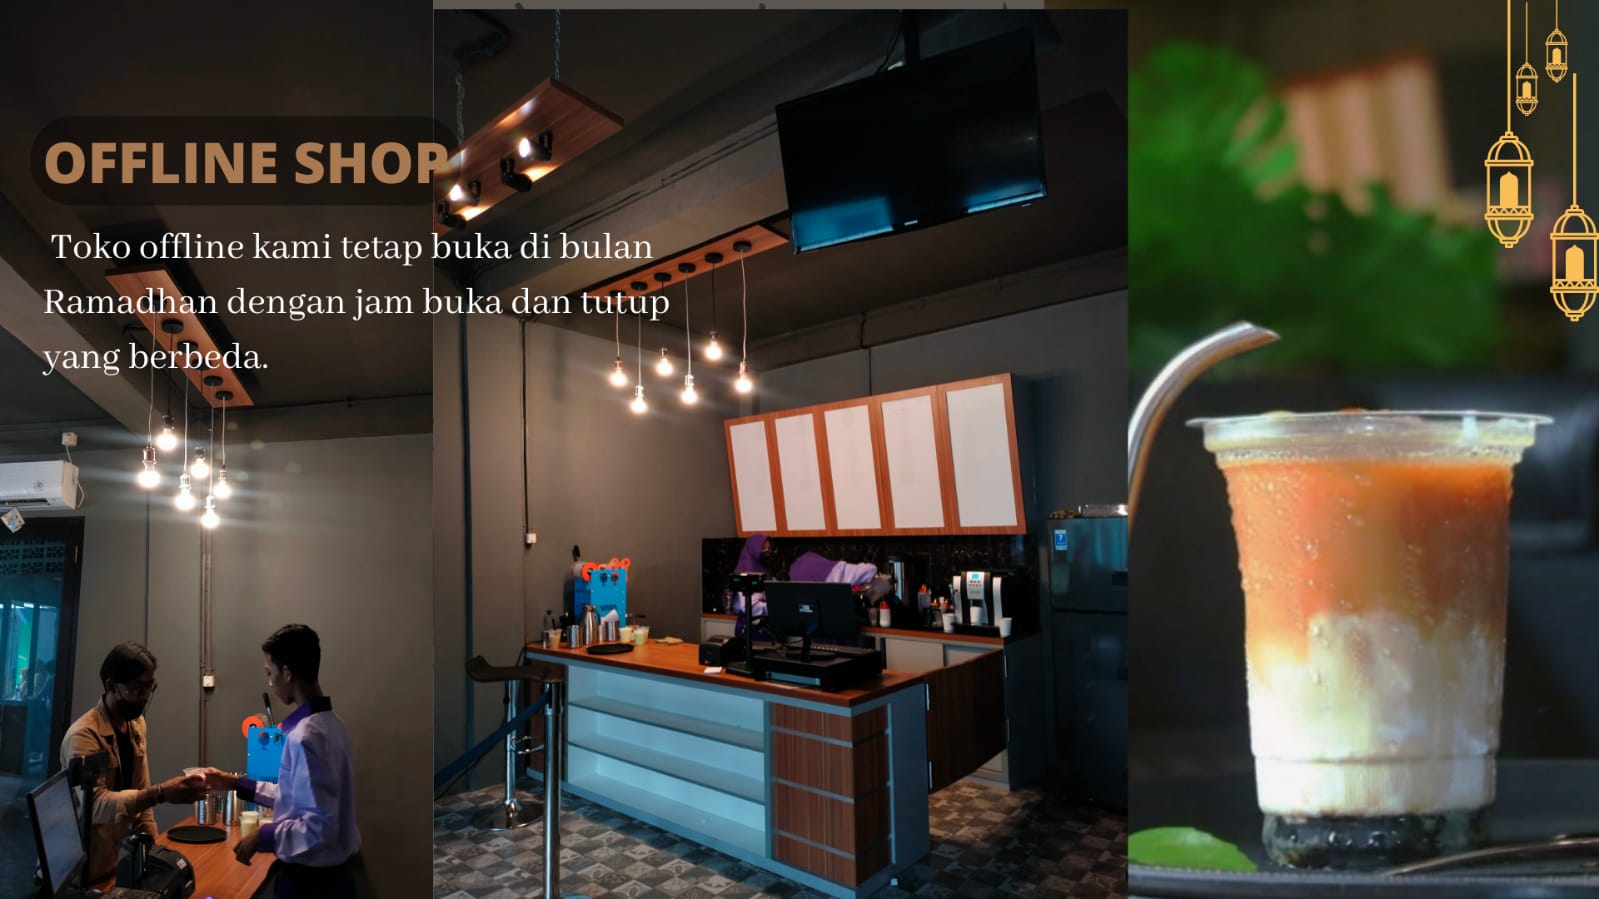 OFFLINE SHOP
Toko offline kami tetap buka di bulan
Ramadhan dengan jam buka dan tutup
yang berbeda.